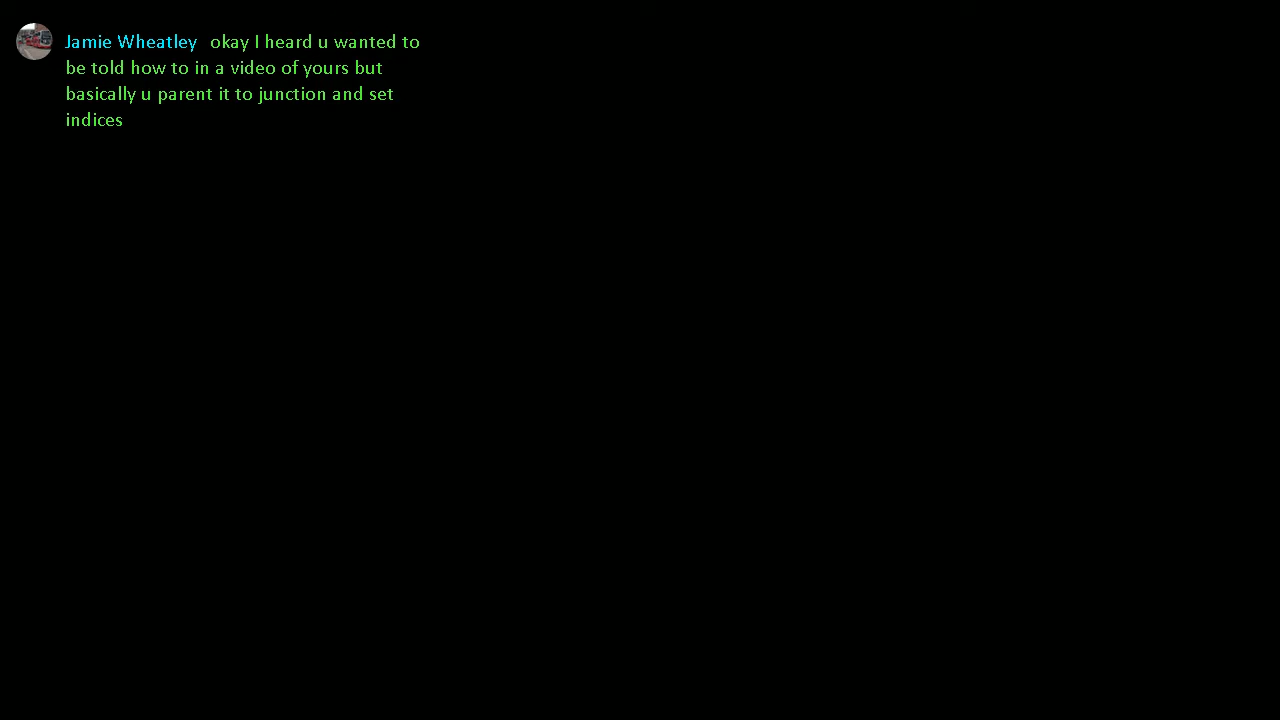 Jamie Wheatley okay I heard u wanted to
be told how to in a video of yours but
basically u parent it to junction and set
indices